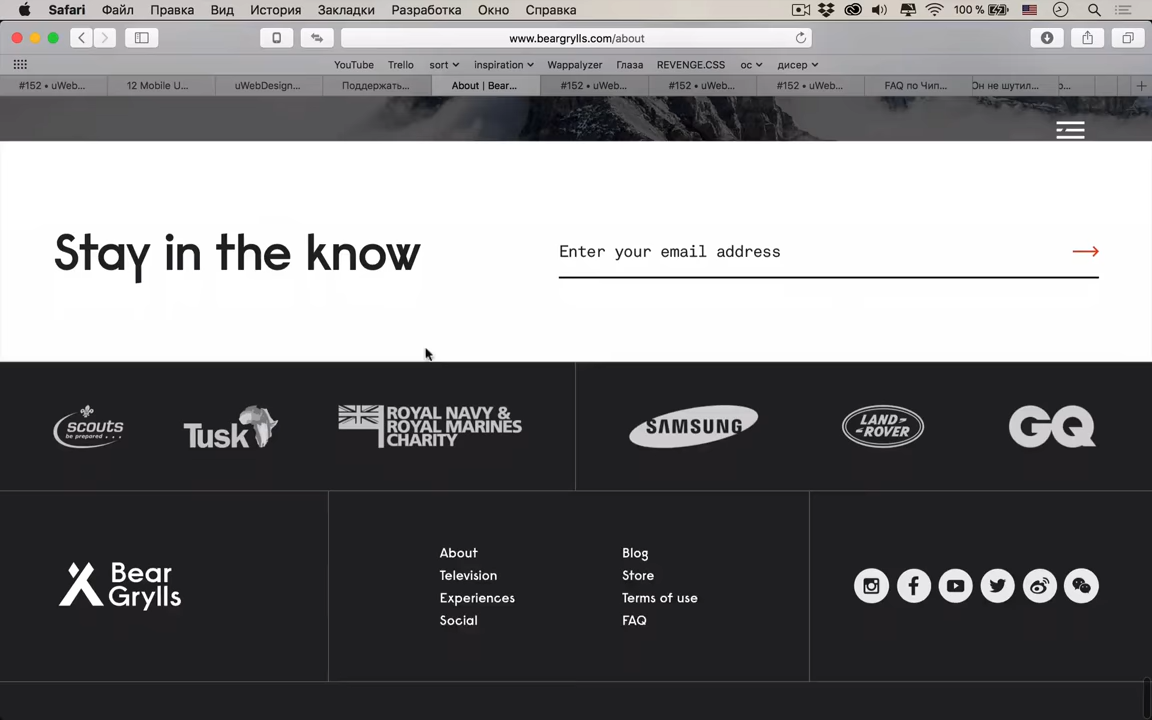 Safari Файл Правка Вид История Закладки Разработка Окно Справка 100 %
www.beargrylls.com/about
YouTube Trello sort inspiration Wappalyzer Глаза REVENGE.CSS ос дисер
#152 • uWeb... 12 Mobile U... uWebDesign... Поддержать... About | Bear... #152 • uWeb... #152 • uWeb... #152 • uWeb... FAQ по Чип... Он не шутил...
Stay in the know
Enter your email address
scouts
be prepared...
Tusk
ROYAL NAVY &
ROYAL MARINES
CHARITY
SAMSUNG
LAND-
-ROVER
GQ
Bear
Grylls
About
Television
Experiences
Social
Blog
Store
Terms of use
FAQ